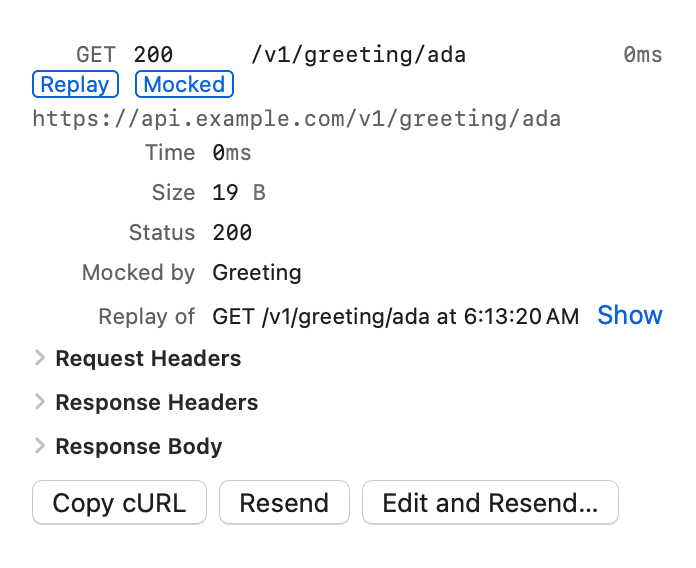 GET 200 /v1/greeting/ada 0ms
Replay Mocked
https://api.example.com/v1/greeting/ada
Time 0ms
Size 19 B
Status 200
Mocked by Greeting
Replay of GET /v1/greeting/ada at 6:13:20 AM Show
Request Headers
Response Headers
Response Body
Copy cURL Resend Edit and Resend...